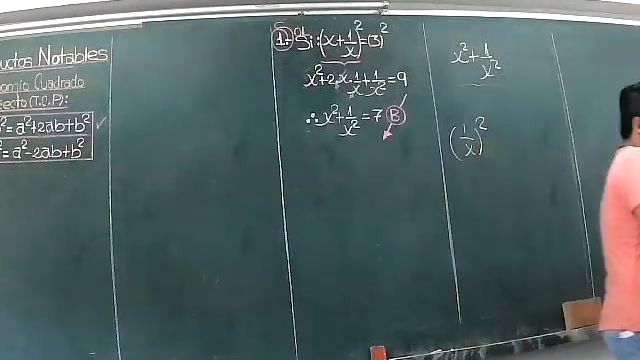 uctos Notables
nomio Cuadrado
fecto (T.C.P):
b² = a²+2ab+b² ✓
² = a²-2ab+b²
1. Si: (x+1/x)² = (3)²
x²+2.x.1/x+1/x² = 9
∴ x²+1/x² = 7 B
x²+1/x²
(1/x)²